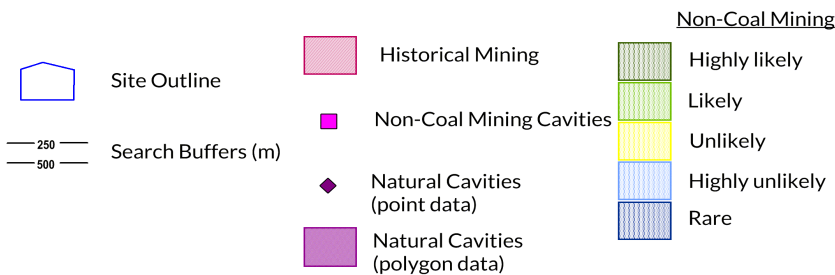 Site Outline
250
500
Search Buffers (m)
Historical Mining
Non-Coal Mining Cavities
Natural Cavities
(point data)
Natural Cavities
(polygon data)
Non-Coal Mining
Highly likely
Likely
Unlikely
Highly unlikely
Rare